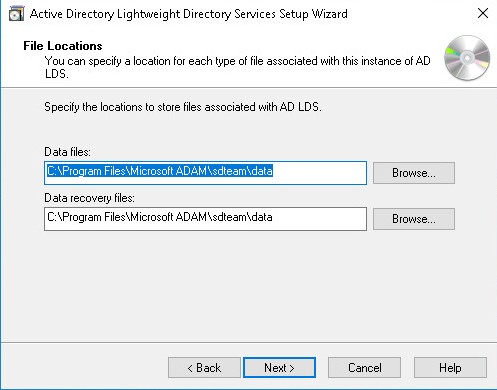 Active Directory Lightweight Directory Services Setup Wizard
File Locations
You can specify a location for each type of file associated with this instance of AD
LDS.
Specify the locations to store files associated with AD LDS.
Data files:
C:\Program Files\Microsoft ADAM\sdteam\data
Browse...
Data recovery files:
C:\Program Files\Microsoft ADAM\sdteam\data
Browse...
< Back
Next >
Cancel
Help